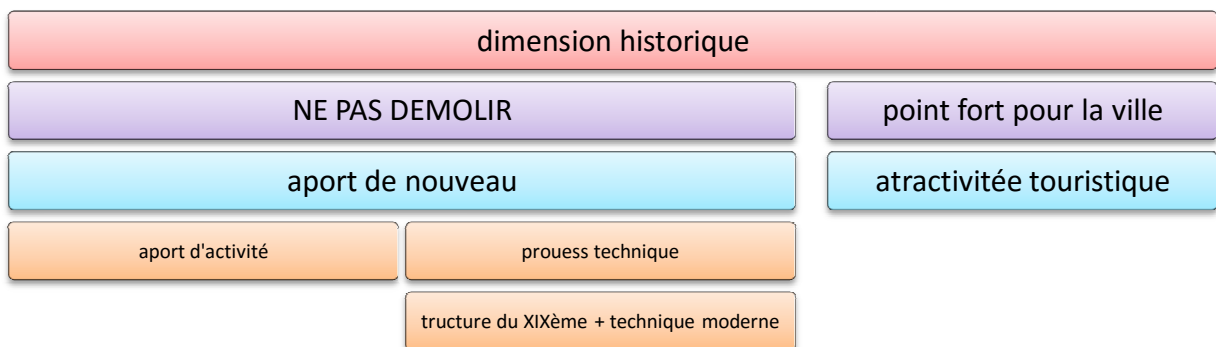 dimension historique
NE PAS DEMOLIR
point fort pour la ville
aport de nouveau
atractivitée touristique
aport d'activité
prouess technique
tructure du XIXème + technique moderne